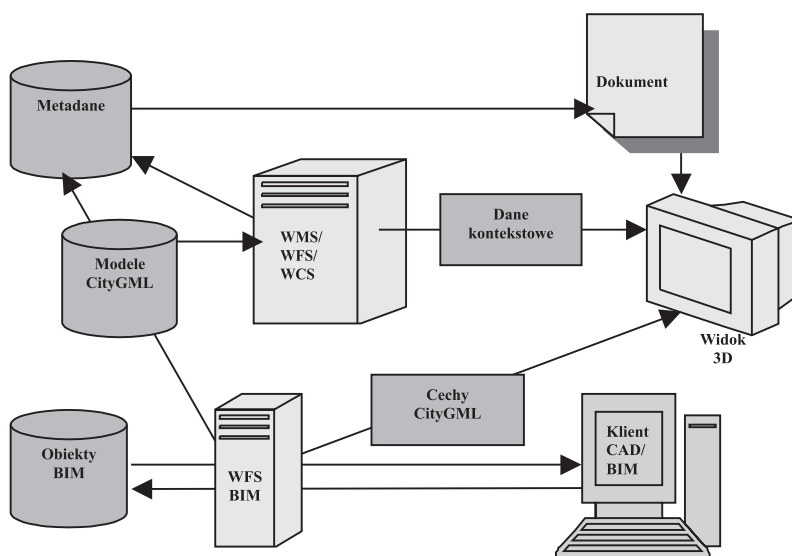 Dokument
Metadane
Dane
kontekstowe
WMS/
WFS/
WCS
Modele
CityGML
Widok
3D
Cechy
CityGML
Klient
CAD/
BIM
Obiekty
BIM
WFS
BIM